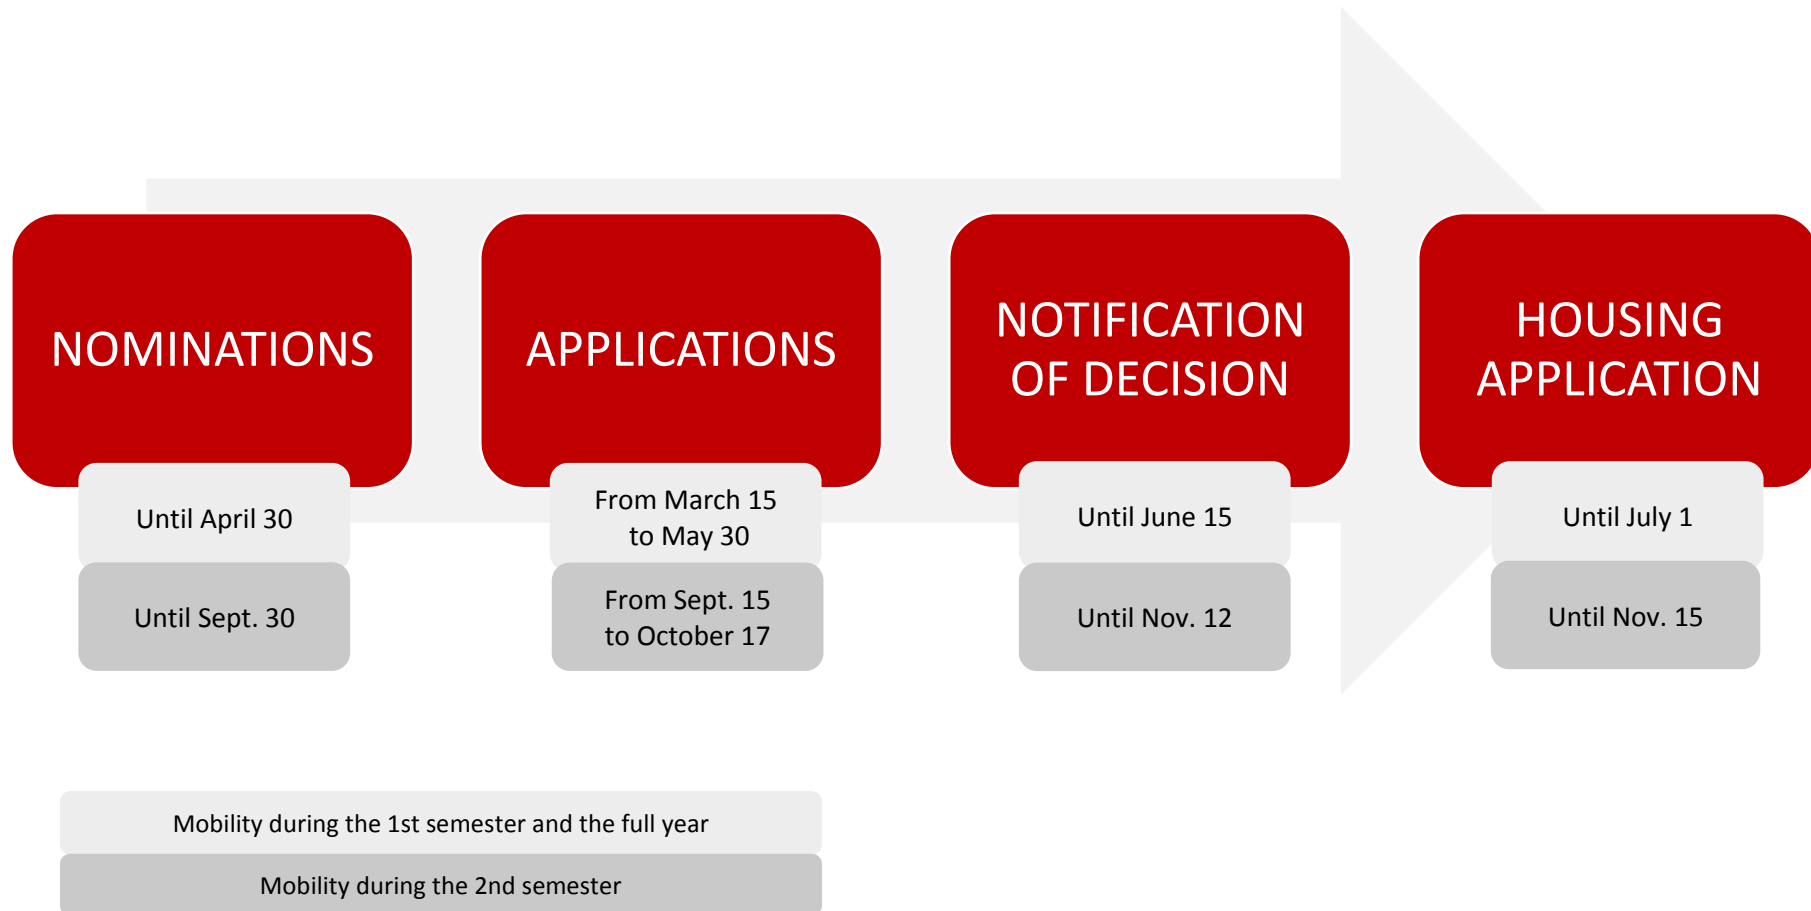 NOMINATIONS
Until April 30
Until Sept. 30
APPLICATIONS
From March 15
to May 30
From Sept. 15
to October 17
NOTIFICATION
OF DECISION
Until June 15
Until Nov. 12
HOUSING
APPLICATION
Until July 1
Until Nov. 15
Mobility during the 1st semester and the full year
Mobility during the 2nd semester